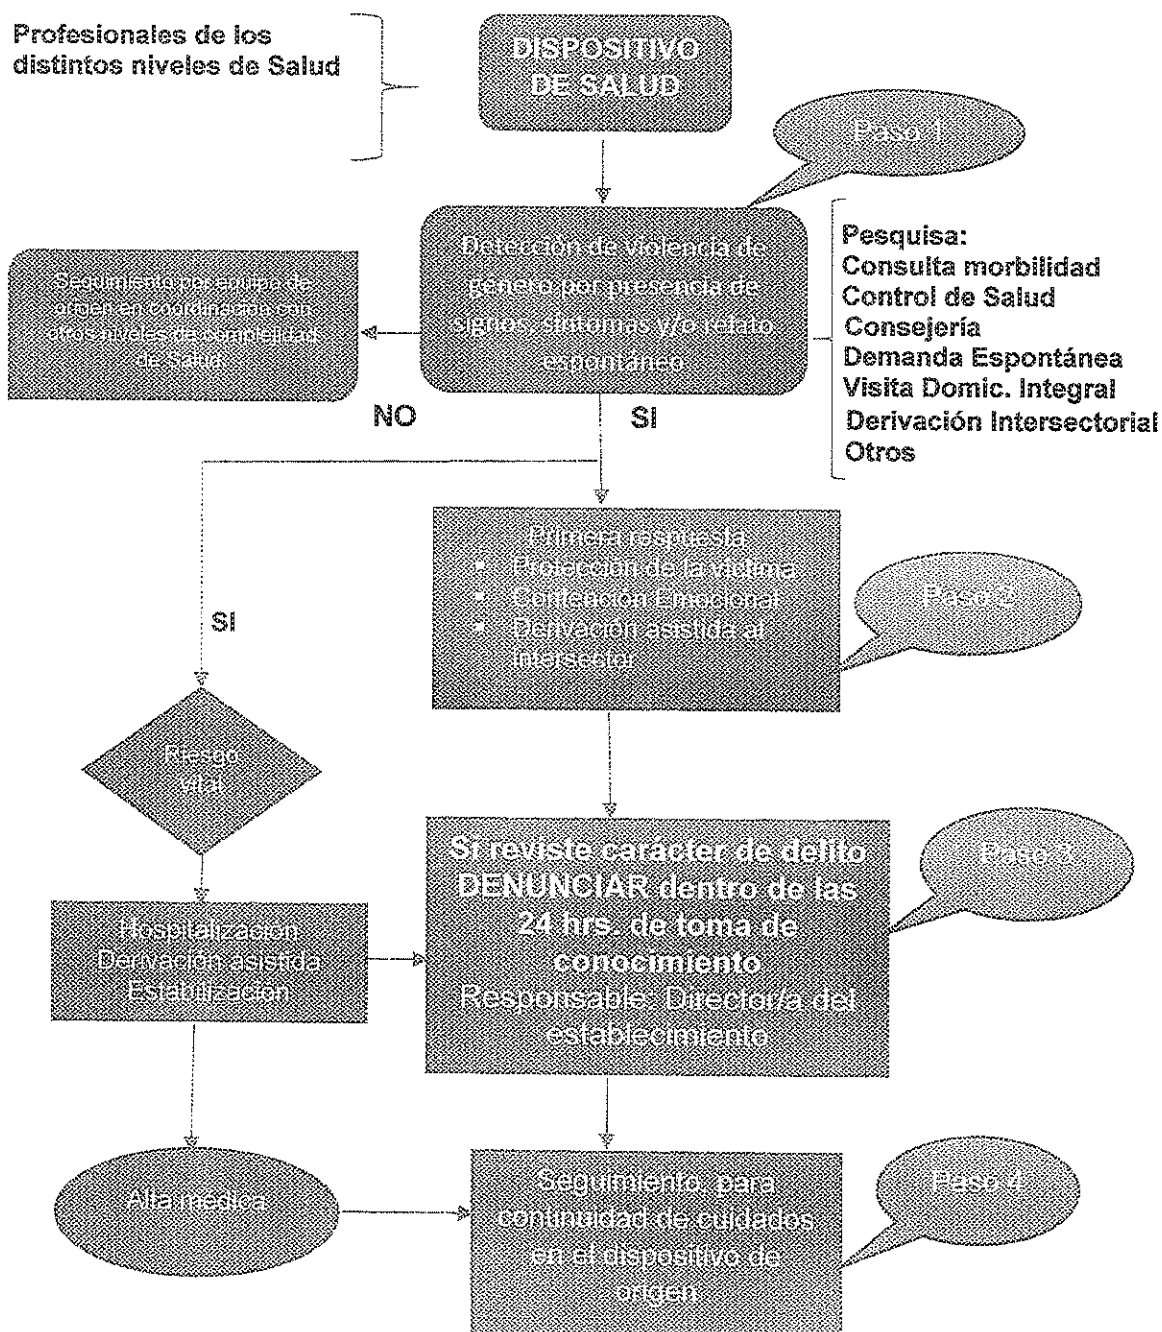 Profesionales de los
distintos niveles de Salud
DISPOSITIVO
DE SALUD
Paso 1
Detección de violencia de
género por presencia de
signos, síntomas y/o relato
espontáneo
Pesquisa:
Consulta morbilidad
Control de Salud
Consejería
Demanda Espontánea
Visita Domic. Integral
Derivación Intersectorial
Otros
Seguimiento por equipo de
origen en coordinación con
otros niveles de complejidad
de Salud
NO
SI
Primera respuesta
▪ Protección de la víctima
▪ Contención Emocional
▪ Derivación asistida al
intersector
Paso 2
SI
Riesgo
vital
Si reviste carácter de delito
DENUNCIAR dentro de las
24 hrs. de toma de
conocimiento
Responsable: Director/a del
establecimiento
Paso 3
Hospitalización
Derivación asistida
Estabilización
Alta médica
Seguimiento para
continuidad de cuidados
en el dispositivo de
origen
Paso 4